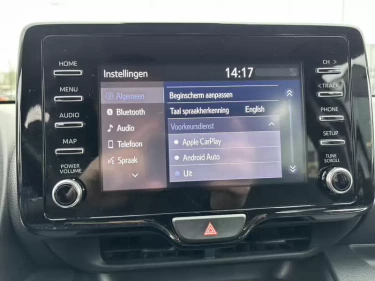 HOME
MENU
AUDIO
MAP
POWER
VOLUME
Instellingen
14:17
Algemeen
Bluetooth
Audio
Telefoon
Spraak
Beginscherm aanpassen
Taal spraakherkenning English
Voorkeursdienst
Apple CarPlay
Android Auto
Uit
CH >
< TRACK
PHONE
SETUP
TUNE
SCROLL